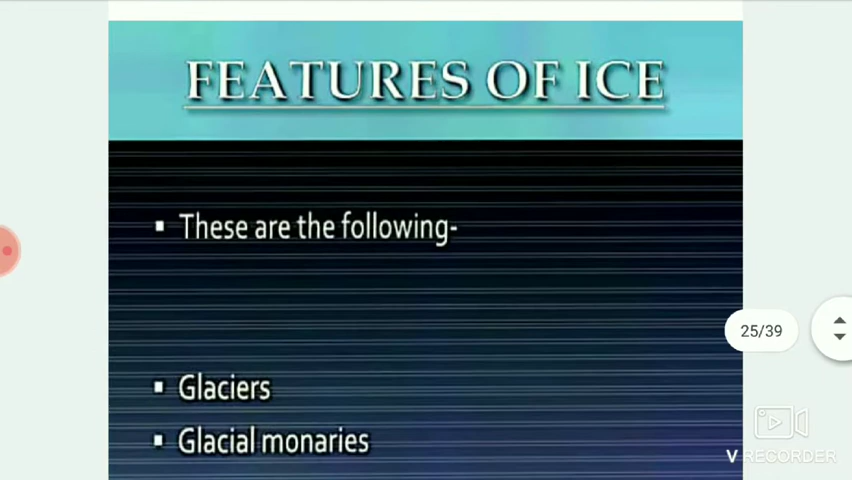 FEATURES OF ICE
▪ These are the following-
25/39
▪ Glaciers
▪ Glacial monaries
V RECORDER